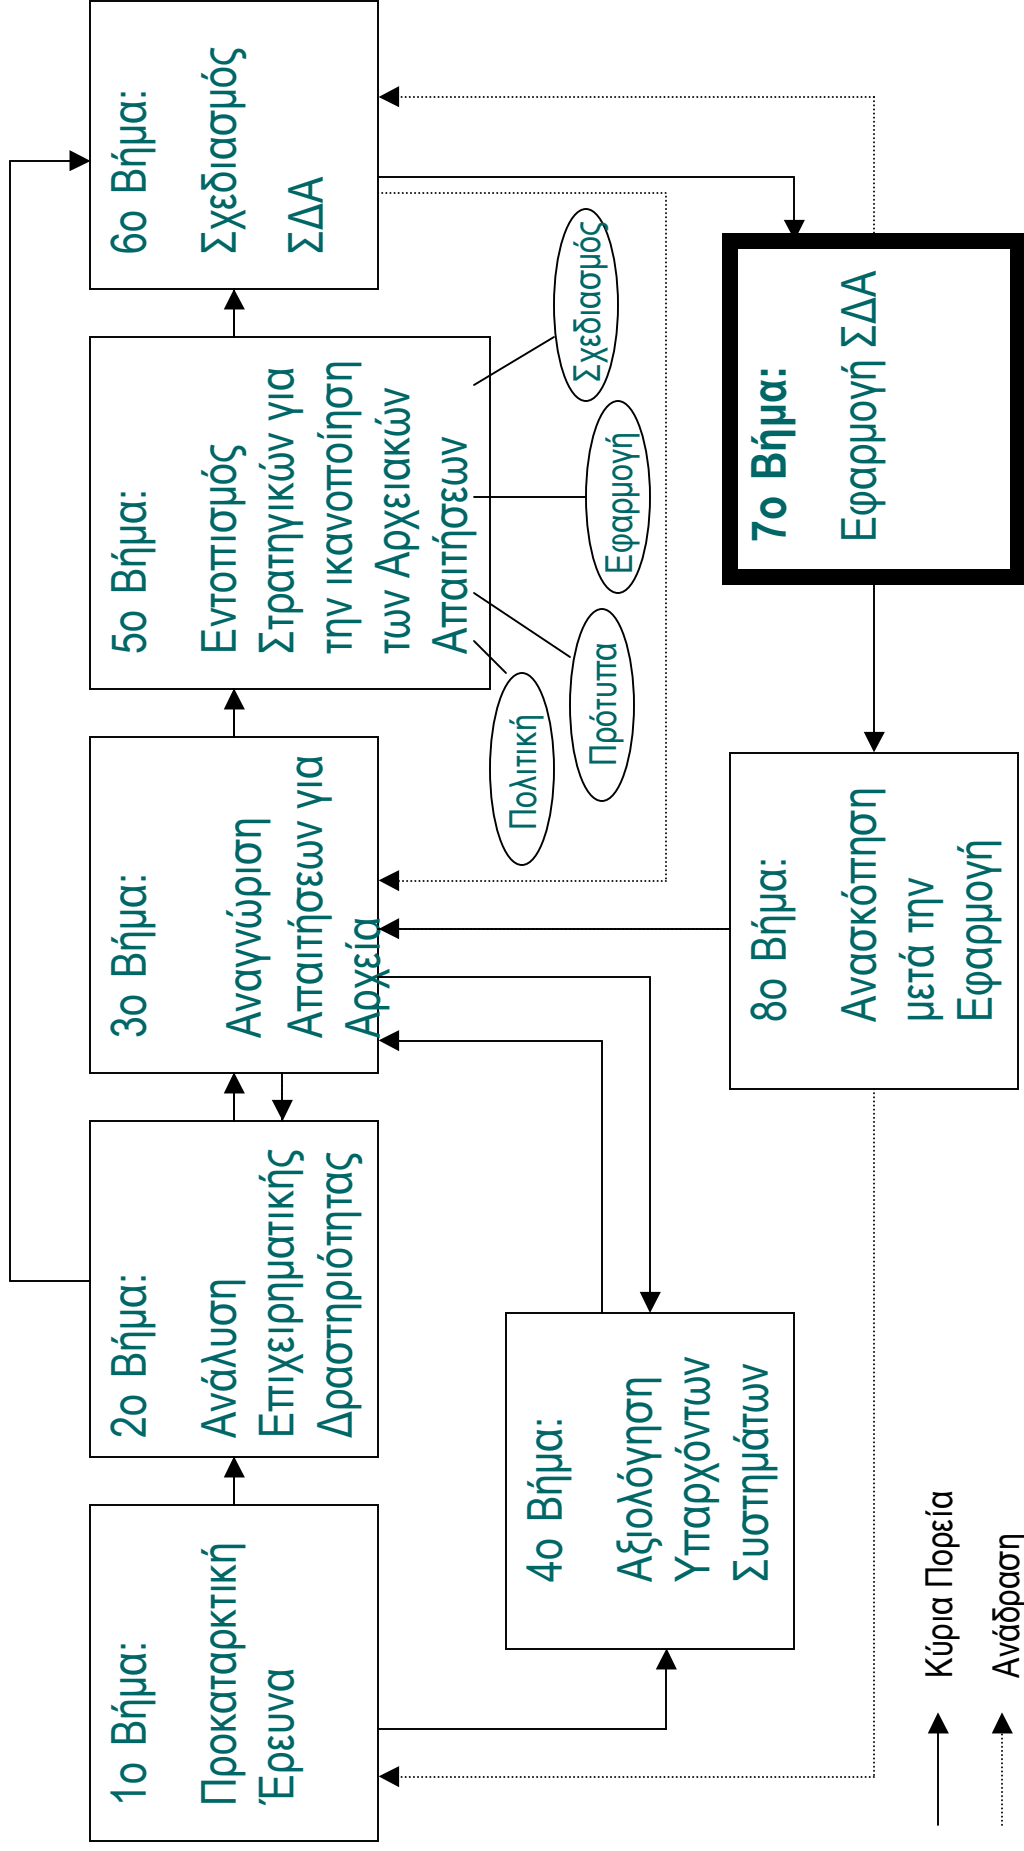 1ο Βήμα:
Προκαταρκτική
Έρευνα
2ο Βήμα:
Ανάλυση
Επιχειρηματικής
Δραστηριότητας
3ο Βήμα:
Αναγνώριση
Απαιτήσεων για
Αρχεία
5ο Βήμα:
Εντοπισμός
Στρατηγικών για
την ικανοποίηση
των Αρχειακών
Απαιτήσεων
6ο Βήμα:
Σχεδιασμός
ΣΔΑ
Πολιτική
Πρότυπα
Εφαρμογή
Σχεδιασμός
4ο Βήμα:
Αξιολόγηση
Υπαρχόντων
Συστημάτων
8ο Βήμα:
Ανασκόπηση
μετά την
Εφαρμογή
7ο Βήμα:
Εφαρμογή ΣΔΑ
Κύρια Πορεία
Ανάδραση